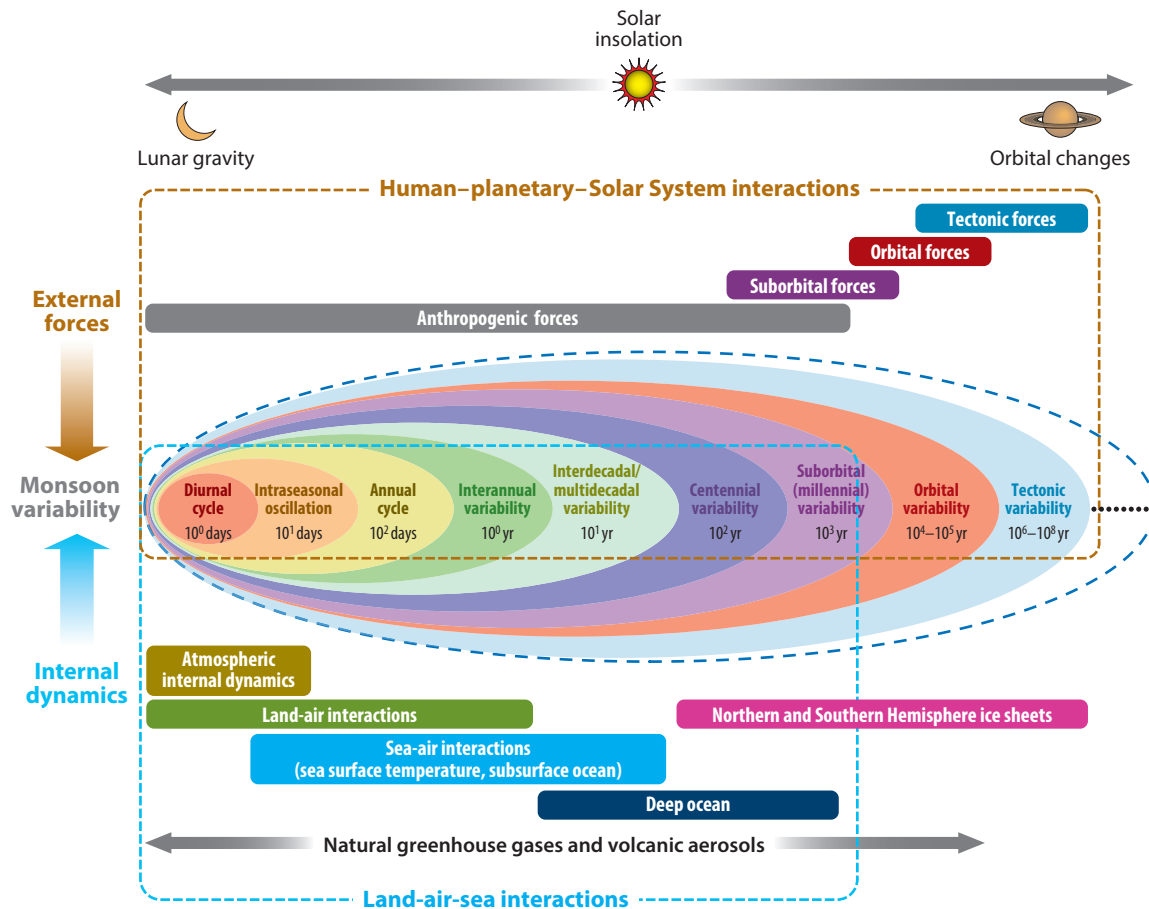 Solar
insolation
Lunar gravity
Orbital changes
Human–planetary–Solar System interactions
Tectonic forces
Orbital forces
Suborbital forces
Anthropogenic forces
External
forces
Monsoon
variability
Internal
dynamics
Diurnal
cycle
10⁰ days
Intraseasonal
oscillation
10¹ days
Annual
cycle
10² days
Interannual
variability
10⁰ yr
Interdecadal/
multidecadal
variability
10¹ yr
Centennial
variability
10² yr
Suborbital
(millennial)
variability
10³ yr
Orbital
variability
10⁴–10⁵ yr
Tectonic
variability
10⁶–10⁸ yr
Atmospheric
internal dynamics
Land-air interactions
Northern and Southern Hemisphere ice sheets
Sea-air interactions
(sea surface temperature, subsurface ocean)
Deep ocean
Natural greenhouse gases and volcanic aerosols
Land-air-sea interactions